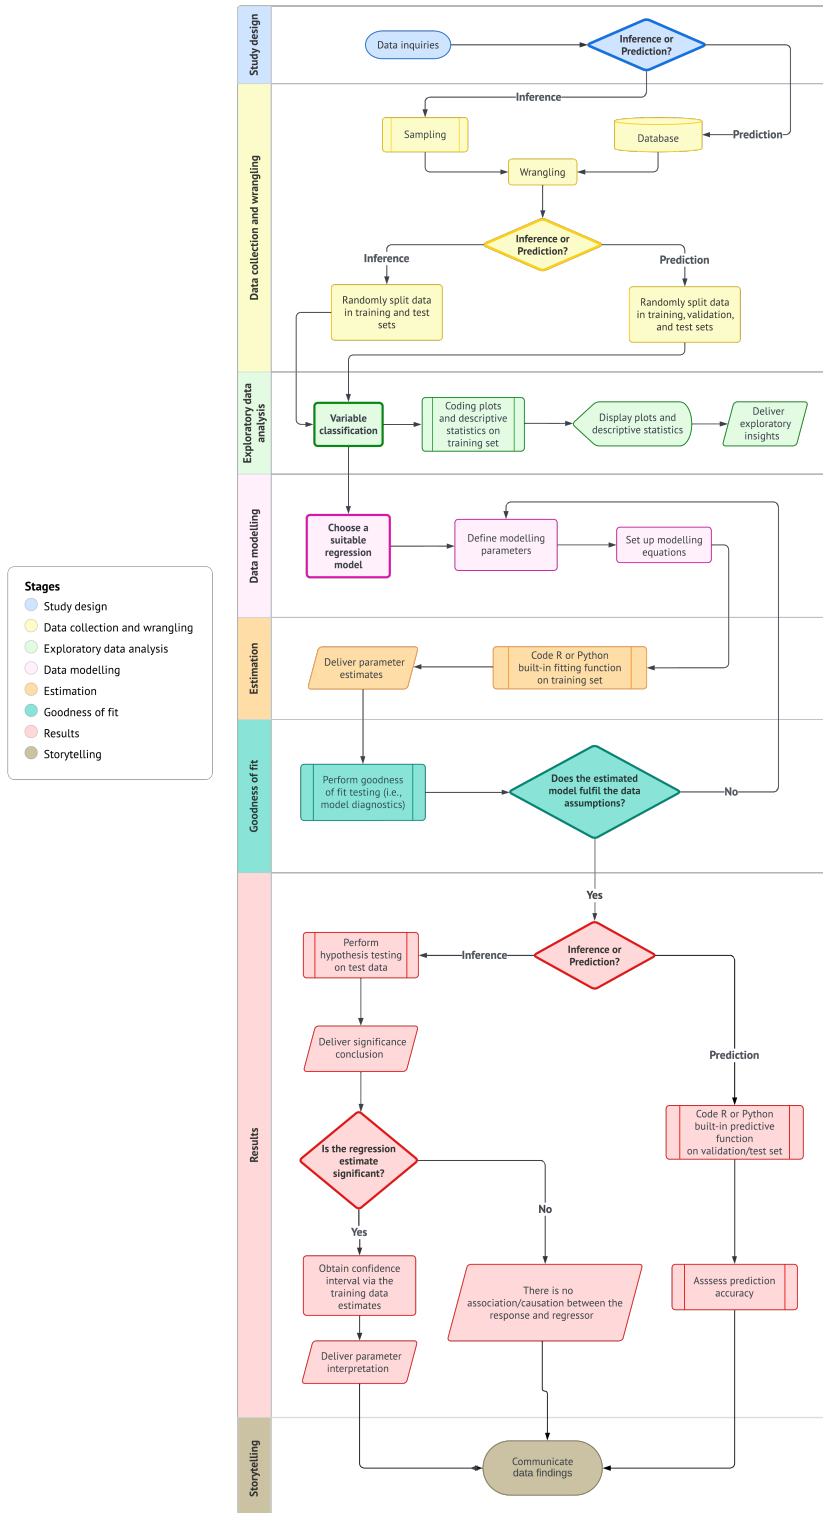 Study design
Data inquiries
Inference or
Prediction?
Data collection and wrangling
Inference
Prediction
Sampling
Database
Wrangling
Inference or
Prediction?
Inference
Prediction
Randomly split data
in training and test
sets
Randomly split data
in training, validation,
and test sets
Exploratory data
analysis
Variable
classification
Coding plots
and descriptive
statistics on
training set
Display plots and
descriptive statistics
Deliver
exploratory
insights
Data modelling
Choose a
suitable
regression
model
Define modelling
parameters
Set up modelling
equations
Stages
Study design
Data collection and wrangling
Exploratory data analysis
Data modelling
Estimation
Goodness of fit
Results
Storytelling
Estimation
Deliver parameter
estimates
Code R or Python
built-in fitting function
on training set
Goodness of fit
Perform goodness
of fit testing (i.e.,
model diagnostics)
Does the estimated
model fulfil the data
assumptions?
No
Yes
Results
Inference or
Prediction?
Inference
Perform
hypothesis testing
on test data
Deliver significance
conclusion
Prediction
Code R or Python
built-in predictive
function
on validation/test set
Is the regression
estimate
significant?
No
Yes
Obtain confidence
interval via the
training data
estimates
There is no
association/causation between the
response and regressor
Asssess prediction
accuracy
Deliver parameter
interpretation
Storytelling
Communicate
data findings